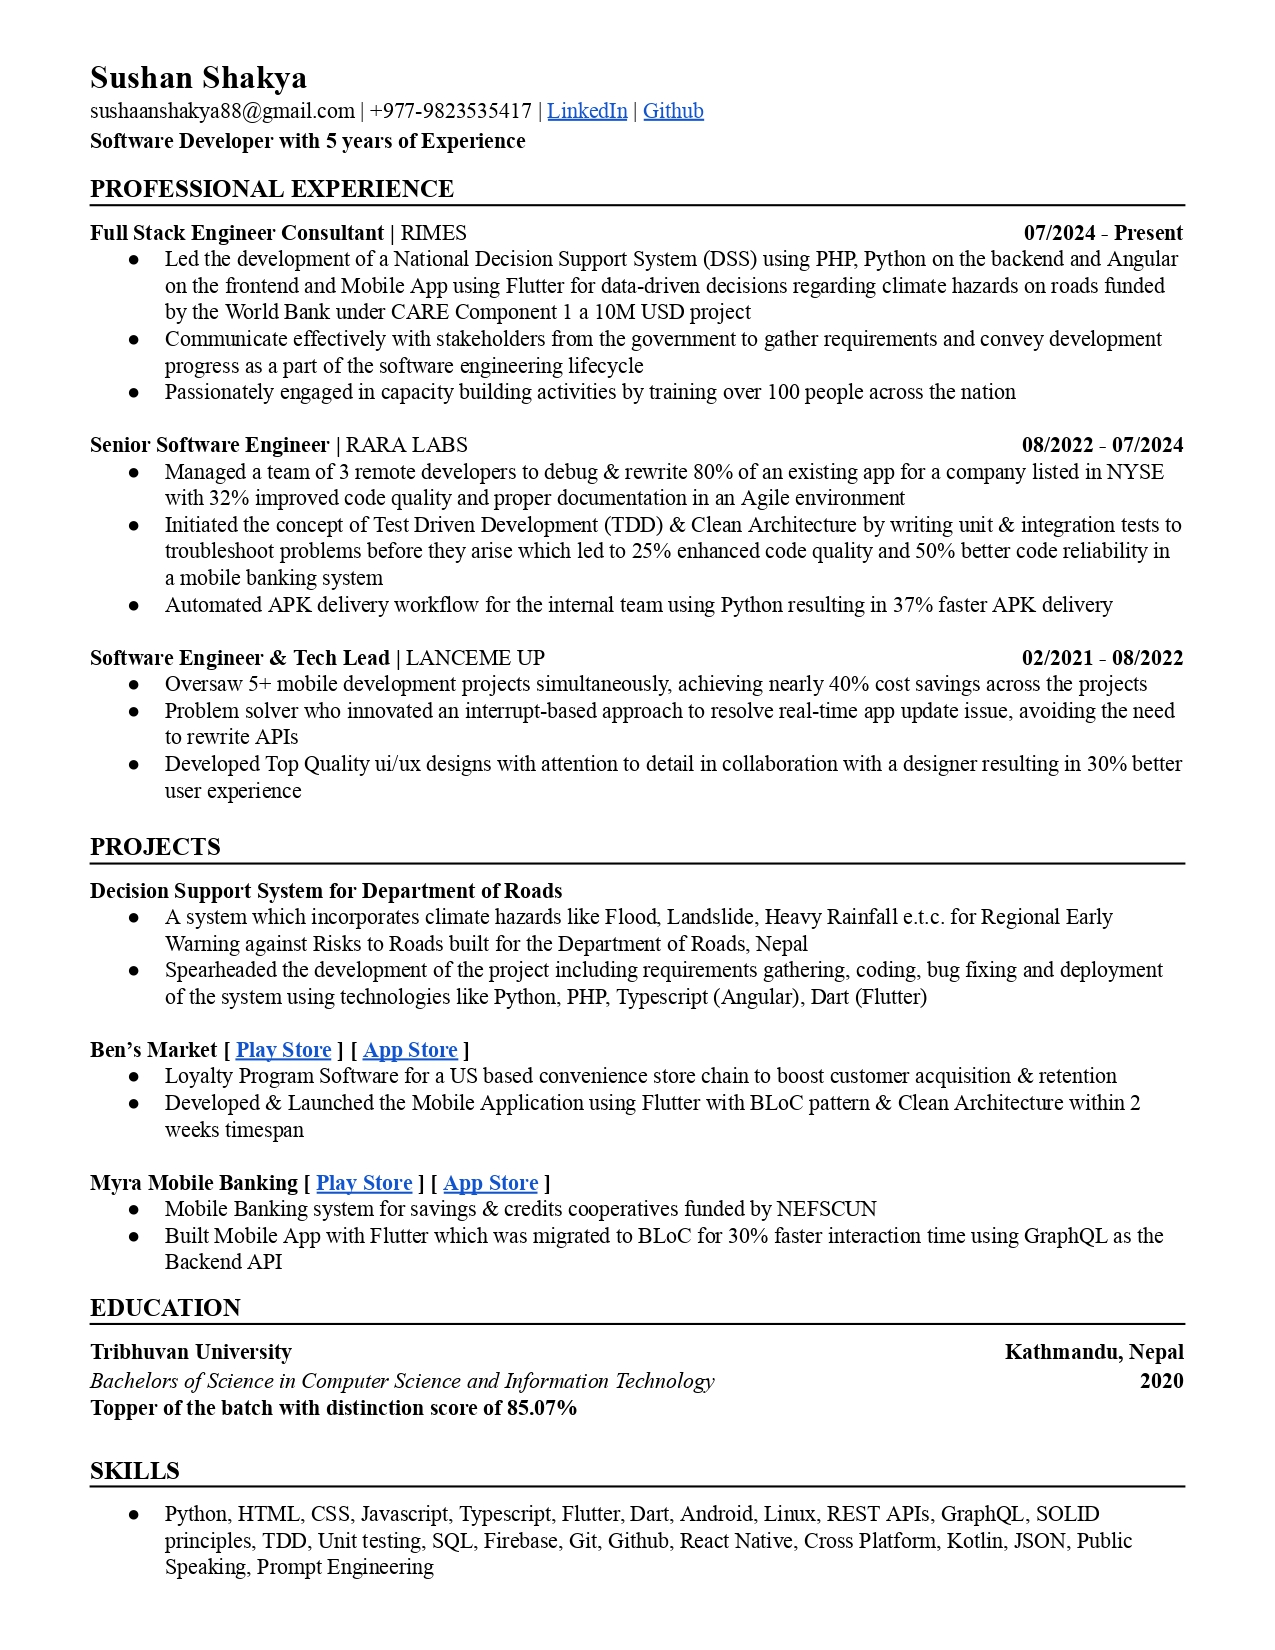 Sushan Shakya
sushaanshakya88@gmail.com | +977-9823535417 | LinkedIn | Github
Software Developer with 5 years of Experience
PROFESSIONAL EXPERIENCE
Full Stack Engineer Consultant | RIMES 07/2024 - Present
● Led the development of a National Decision Support System (DSS) using PHP, Python on the backend and Angular
on the frontend and Mobile App using Flutter for data-driven decisions regarding climate hazards on roads funded
by the World Bank under CARE Component 1 a 10M USD project
● Communicate effectively with stakeholders from the government to gather requirements and convey development
progress as a part of the software engineering lifecycle
● Passionately engaged in capacity building activities by training over 100 people across the nation
Senior Software Engineer | RARA LABS 08/2022 - 07/2024
● Managed a team of 3 remote developers to debug & rewrite 80% of an existing app for a company listed in NYSE
with 32% improved code quality and proper documentation in an Agile environment
● Initiated the concept of Test Driven Development (TDD) & Clean Architecture by writing unit & integration tests to
troubleshoot problems before they arise which led to 25% enhanced code quality and 50% better code reliability in
a mobile banking system
● Automated APK delivery workflow for the internal team using Python resulting in 37% faster APK delivery
Software Engineer & Tech Lead | LANCEME UP 02/2021 - 08/2022
● Oversaw 5+ mobile development projects simultaneously, achieving nearly 40% cost savings across the projects
● Problem solver who innovated an interrupt-based approach to resolve real-time app update issue, avoiding the need
to rewrite APIs
● Developed Top Quality ui/ux designs with attention to detail in collaboration with a designer resulting in 30% better
user experience
PROJECTS
Decision Support System for Department of Roads
● A system which incorporates climate hazards like Flood, Landslide, Heavy Rainfall e.t.c. for Regional Early
Warning against Risks to Roads built for the Department of Roads, Nepal
● Spearheaded the development of the project including requirements gathering, coding, bug fixing and deployment
of the system using technologies like Python, PHP, Typescript (Angular), Dart (Flutter)
Ben’s Market [ Play Store ] [ App Store ]
● Loyalty Program Software for a US based convenience store chain to boost customer acquisition & retention
● Developed & Launched the Mobile Application using Flutter with BLoC pattern & Clean Architecture within 2
weeks timespan
Myra Mobile Banking [ Play Store ] [ App Store ]
● Mobile Banking system for savings & credits cooperatives funded by NEFSCUN
● Built Mobile App with Flutter which was migrated to BLoC for 30% faster interaction time using GraphQL as the
Backend API
EDUCATION
Tribhuvan University Kathmandu, Nepal
Bachelors of Science in Computer Science and Information Technology 2020
Topper of the batch with distinction score of 85.07%
SKILLS
● Python, HTML, CSS, Javascript, Typescript, Flutter, Dart, Android, Linux, REST APIs, GraphQL, SOLID
principles, TDD, Unit testing, SQL, Firebase, Git, Github, React Native, Cross Platform, Kotlin, JSON, Public
Speaking, Prompt Engineering